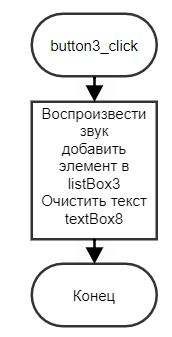 button3_click
Воспроизвести
звук
добавить
элемент в
listBox3
Очистить текст
textBox8
Конец